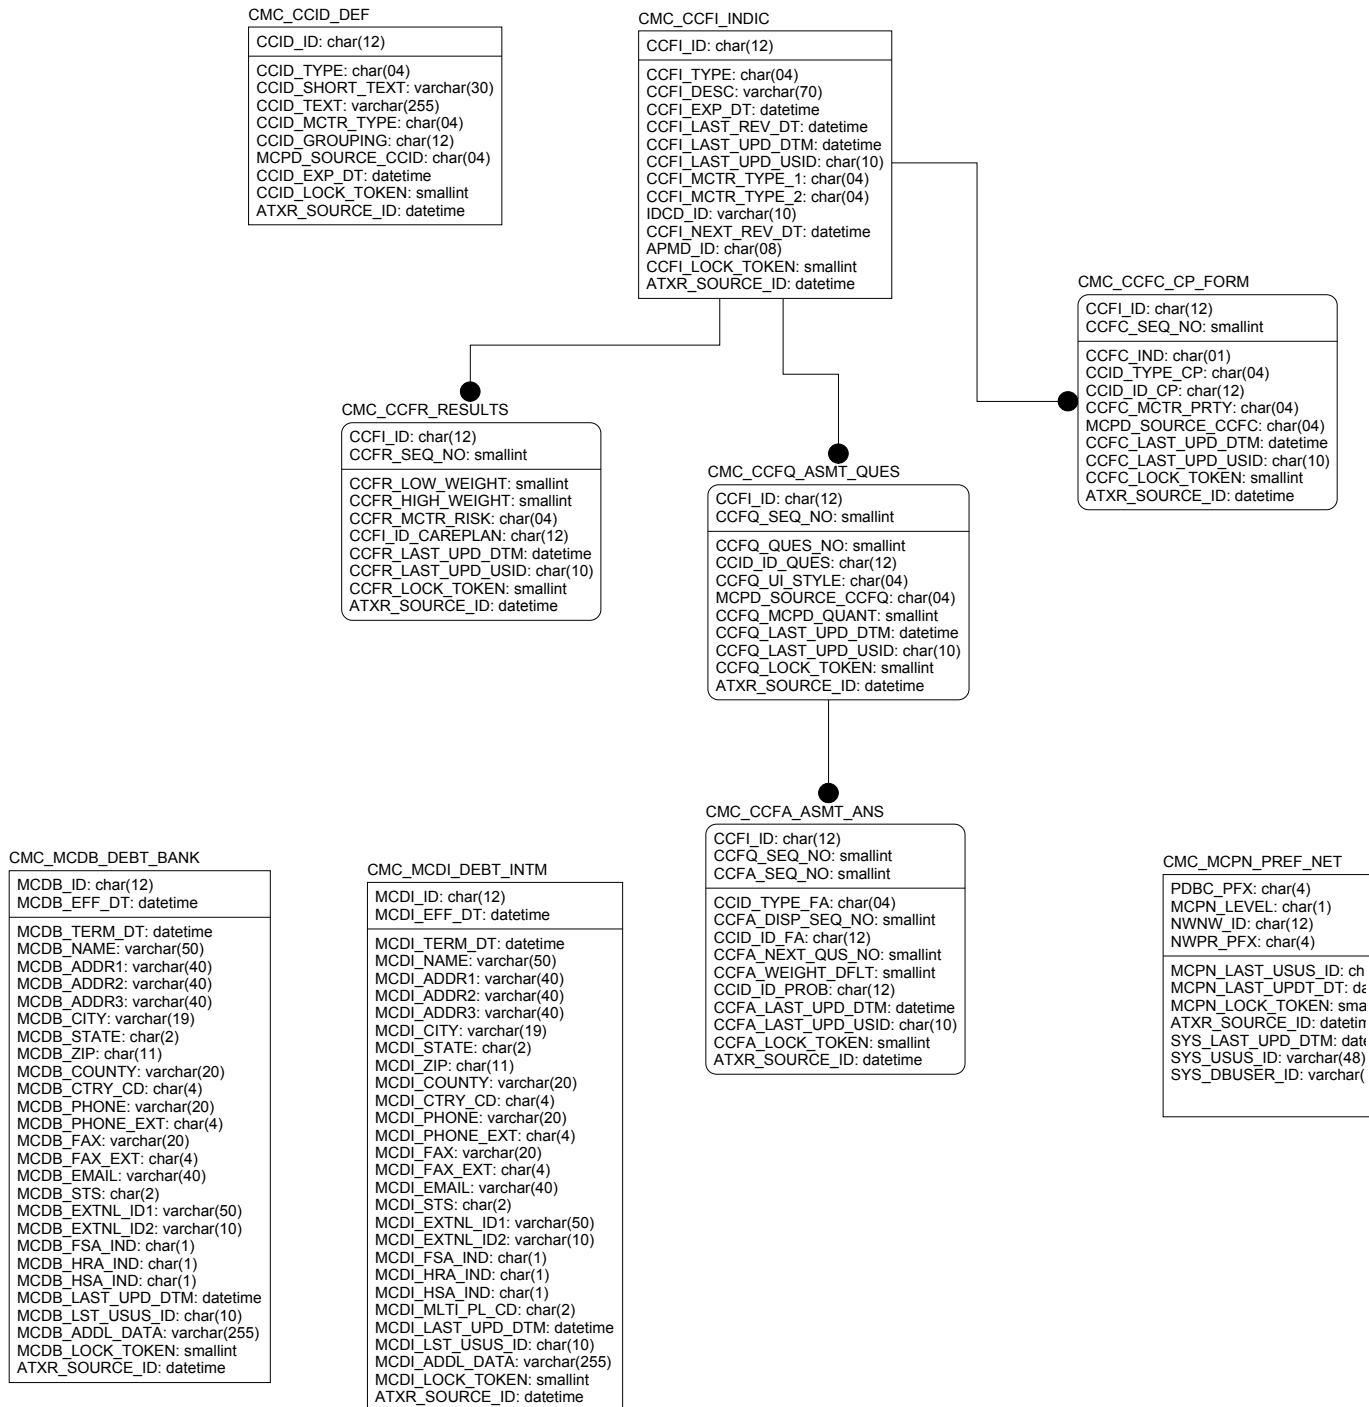 CMC_CCID_DEF
CCID_ID: char(12)
CCID_TYPE: char(04)
CCID_SHORT_TEXT: varchar(30)
CCID_TEXT: varchar(255)
CCID_MCTR_TYPE: char(04)
CCID_GROUPING: char(12)
MCPD_SOURCE_CCID: char(04)
CCID_EXP_DT: datetime
CCID_LOCK_TOKEN: smallint
ATXR_SOURCE_ID: datetime
CMC_CCFI_INDIC
CCFI_ID: char(12)
CCFI_TYPE: char(04)
CCFI_DESC: varchar(70)
CCFI_EXP_DT: datetime
CCFI_LAST_REV_DT: datetime
CCFI_LAST_UPD_DTM: datetime
CCFI_LAST_UPD_USID: char(10)
CCFI_MCTR_TYPE_1: char(04)
CCFI_MCTR_TYPE_2: char(04)
IDCD_ID: varchar(10)
CCFI_NEXT_REV_DT: datetime
APMD_ID: char(08)
CCFI_LOCK_TOKEN: smallint
ATXR_SOURCE_ID: datetime
CMC_CCFC_CP_FORM
CCFI_ID: char(12)
CCFC_SEQ_NO: smallint
CCFC_IND: char(01)
CCID_TYPE_CP: char(04)
CCID_ID_CP: char(12)
CCFC_MCTR_PRTY: char(04)
MCPD_SOURCE_CCFC: char(04)
CCFC_LAST_UPD_DTM: datetime
CCFC_LAST_UPD_USID: char(10)
CCFC_LOCK_TOKEN: smallint
ATXR_SOURCE_ID: datetime
CMC_CCFR_RESULTS
CCFI_ID: char(12)
CCFR_SEQ_NO: smallint
CCFR_LOW_WEIGHT: smallint
CCFR_HIGH_WEIGHT: smallint
CCFR_MCTR_RISK: char(04)
CCFI_ID_CAREPLAN: char(12)
CCFR_LAST_UPD_DTM: datetime
CCFR_LAST_UPD_USID: char(10)
CCFR_LOCK_TOKEN: smallint
ATXR_SOURCE_ID: datetime
CMC_CCFQ_ASMT_QUES
CCFI_ID: char(12)
CCFQ_SEQ_NO: smallint
CCFQ_QUES_NO: smallint
CCID_ID_QUES: char(12)
CCFQ_UI_STYLE: char(04)
MCPD_SOURCE_CCFQ: char(04)
CCFQ_MCPD_QUANT: smallint
CCFQ_LAST_UPD_DTM: datetime
CCFQ_LAST_UPD_USID: char(10)
CCFQ_LOCK_TOKEN: smallint
ATXR_SOURCE_ID: datetime
CMC_CCFA_ASMT_ANS
CCFI_ID: char(12)
CCFQ_SEQ_NO: smallint
CCFA_SEQ_NO: smallint
CCID_TYPE_FA: char(04)
CCFA_DISP_SEQ_NO: smallint
CCID_ID_FA: char(12)
CCFA_NEXT_QUS_NO: smallint
CCFA_WEIGHT_DFLT: smallint
CCID_ID_PROB: char(12)
CCFA_LAST_UPD_DTM: datetime
CCFA_LAST_UPD_USID: char(10)
CCFA_LOCK_TOKEN: smallint
ATXR_SOURCE_ID: datetime
CMC_MCDB_DEBT_BANK
MCDB_ID: char(12)
MCDB_EFF_DT: datetime
MCDB_TERM_DT: datetime
MCDB_NAME: varchar(50)
MCDB_ADDR1: varchar(40)
MCDB_ADDR2: varchar(40)
MCDB_ADDR3: varchar(40)
MCDB_CITY: varchar(19)
MCDB_STATE: char(2)
MCDB_ZIP: char(11)
MCDB_COUNTY: varchar(20)
MCDB_CTRY_CD: char(4)
MCDB_PHONE: varchar(20)
MCDB_PHONE_EXT: char(4)
MCDB_FAX: varchar(20)
MCDB_FAX_EXT: char(4)
MCDB_EMAIL: varchar(40)
MCDB_STS: char(2)
MCDB_EXTNL_ID1: varchar(50)
MCDB_EXTNL_ID2: varchar(10)
MCDB_FSA_IND: char(1)
MCDB_HRA_IND: char(1)
MCDB_HSA_IND: char(1)
MCDB_LAST_UPD_DTM: datetime
MCDB_LST_USUS_ID: char(10)
MCDB_ADDL_DATA: varchar(255)
MCDB_LOCK_TOKEN: smallint
ATXR_SOURCE_ID: datetime
CMC_MCDI_DEBT_INTM
MCDI_ID: char(12)
MCDI_EFF_DT: datetime
MCDI_TERM_DT: datetime
MCDI_NAME: varchar(50)
MCDI_ADDR1: varchar(40)
MCDI_ADDR2: varchar(40)
MCDI_ADDR3: varchar(40)
MCDI_CITY: varchar(19)
MCDI_STATE: char(2)
MCDI_ZIP: char(11)
MCDI_COUNTY: varchar(20)
MCDI_CTRY_CD: char(4)
MCDI_PHONE: varchar(20)
MCDI_PHONE_EXT: char(4)
MCDI_FAX: varchar(20)
MCDI_FAX_EXT: char(4)
MCDI_EMAIL: varchar(40)
MCDI_STS: char(2)
MCDI_EXTNL_ID1: varchar(50)
MCDI_EXTNL_ID2: varchar(10)
MCDI_FSA_IND: char(1)
MCDI_HRA_IND: char(1)
MCDI_HSA_IND: char(1)
MCDI_MLTI_PL_CD: char(2)
MCDI_LAST_UPD_DTM: datetime
MCDI_LST_USUS_ID: char(10)
MCDI_ADDL_DATA: varchar(255)
MCDI_LOCK_TOKEN: smallint
ATXR_SOURCE_ID: datetime
CMC_MCPN_PREF_NET
PDBC_PFX: char(4)
MCPN_LEVEL: char(1)
NWNW_ID: char(12)
NWPR_PFX: char(4)
MCPN_LAST_USUS_ID: ch
MCPN_LAST_UPDT_DT: da
MCPN_LOCK_TOKEN: sma
ATXR_SOURCE_ID: datetim
SYS_LAST_UPD_DTM: date
SYS_USUS_ID: varchar(48)
SYS_DBUSER_ID: varchar(